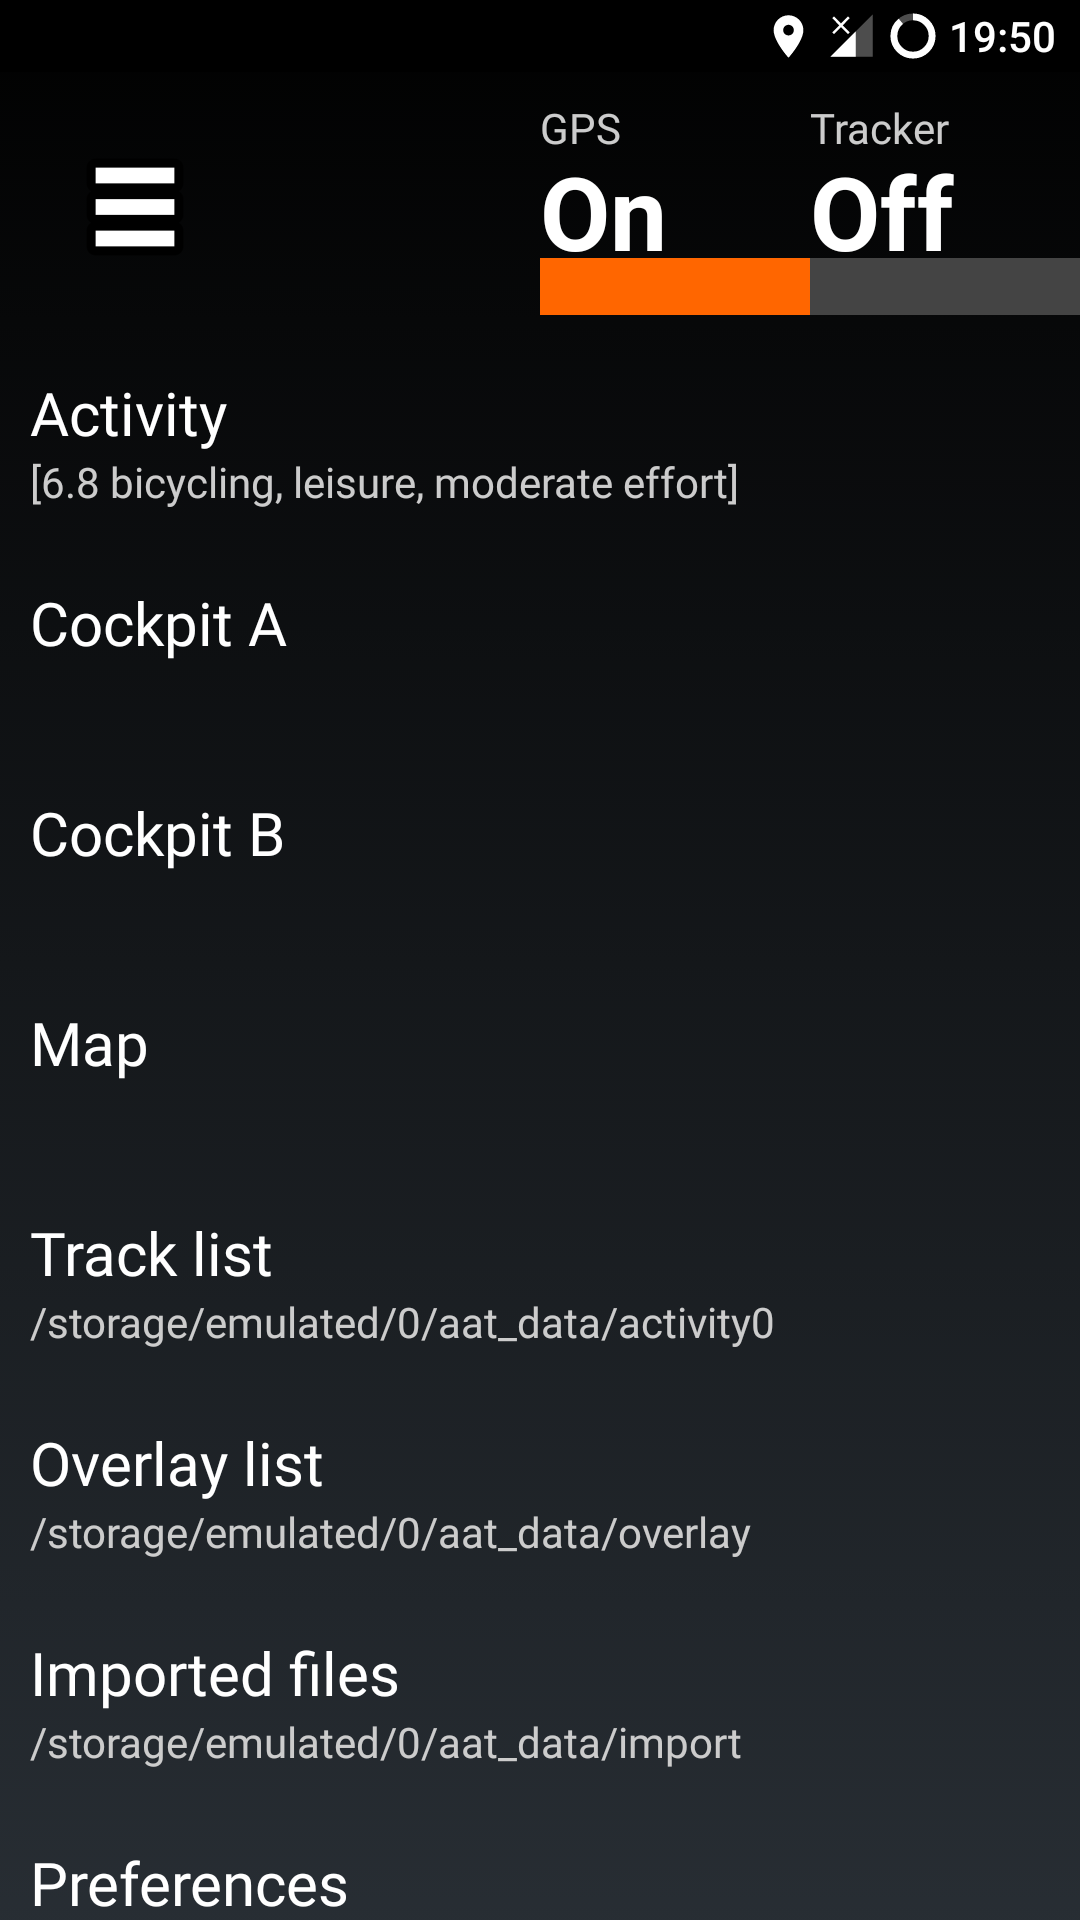 19:50
GPS
Tracker
On
Off
Activity
[6.8 bicycling, leisure, moderate effort]
Cockpit A
Cockpit B
Map
Track list
/storage/emulated/0/aat_data/activity0
Overlay list
/storage/emulated/0/aat_data/overlay
Imported files
/storage/emulated/0/aat_data/import
Preferences